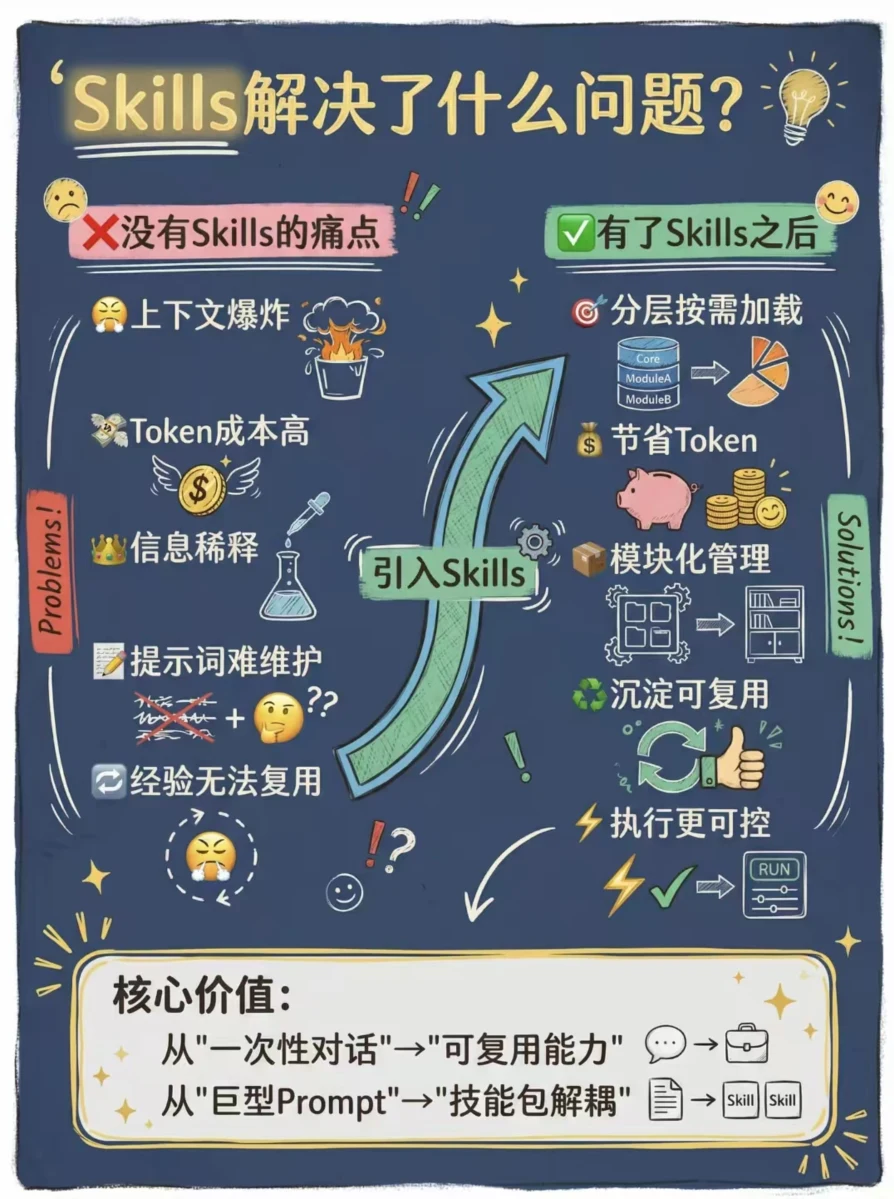 Skills解决了什么问题？
❌没有Skills的痛点
上下文爆炸
Token成本高
信息稀释
提示词难维护
??
经验无法复用
Problems!
引入Skills
✅有了Skills之后
分层按需加载
Core
ModuleA
ModuleB
节省Token
模块化管理
沉淀可复用
执行更可控
RUN
Solutions!
核心价值：
从"一次性对话"→"可复用能力"
从"巨型Prompt"→"技能包解耦"
Skill Skill